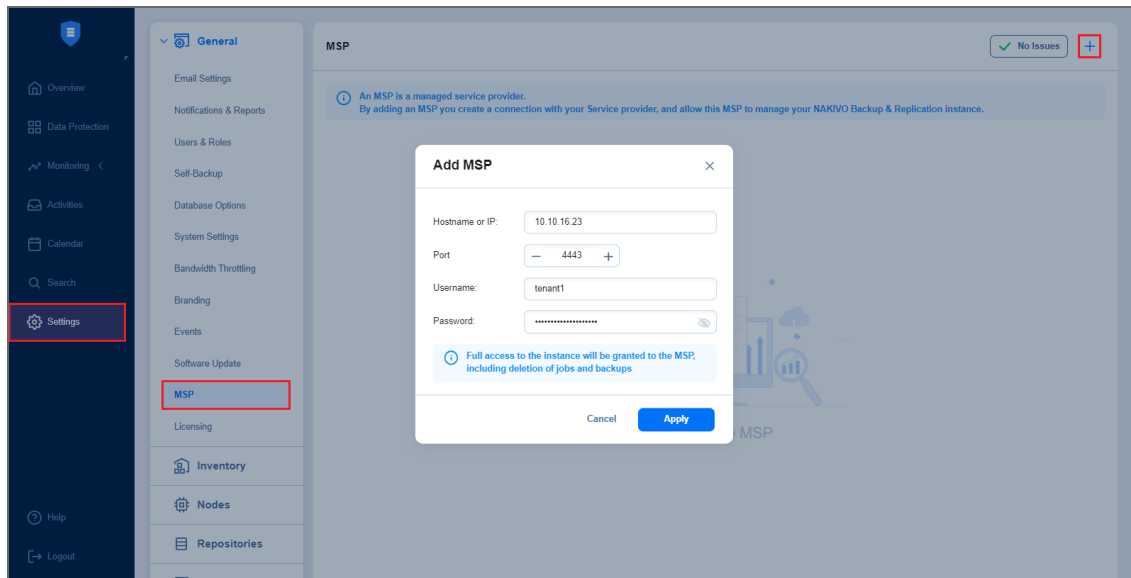 Overview
Data Protection
Monitoring
Activities
Calendar
Search
Settings
Help
Logout
General
Email Settings
Notifications & Reports
Users & Roles
Self-Backup
Database Options
System Settings
Bandwidth Throttling
Branding
Events
Software Update
MSP
Licensing
Inventory
Nodes
Repositories
MSP
No Issues
An MSP is a managed service provider.
By adding an MSP you create a connection with your Service provider, and allow this MSP to manage your NAKIVO Backup & Replication instance.
Add MSP
Hostname or IP: 10.10.16.23
Port 4443
Username: tenant1
Password:
Full access to the instance will be granted to the MSP,
including deletion of jobs and backups
Cancel Apply
MSP